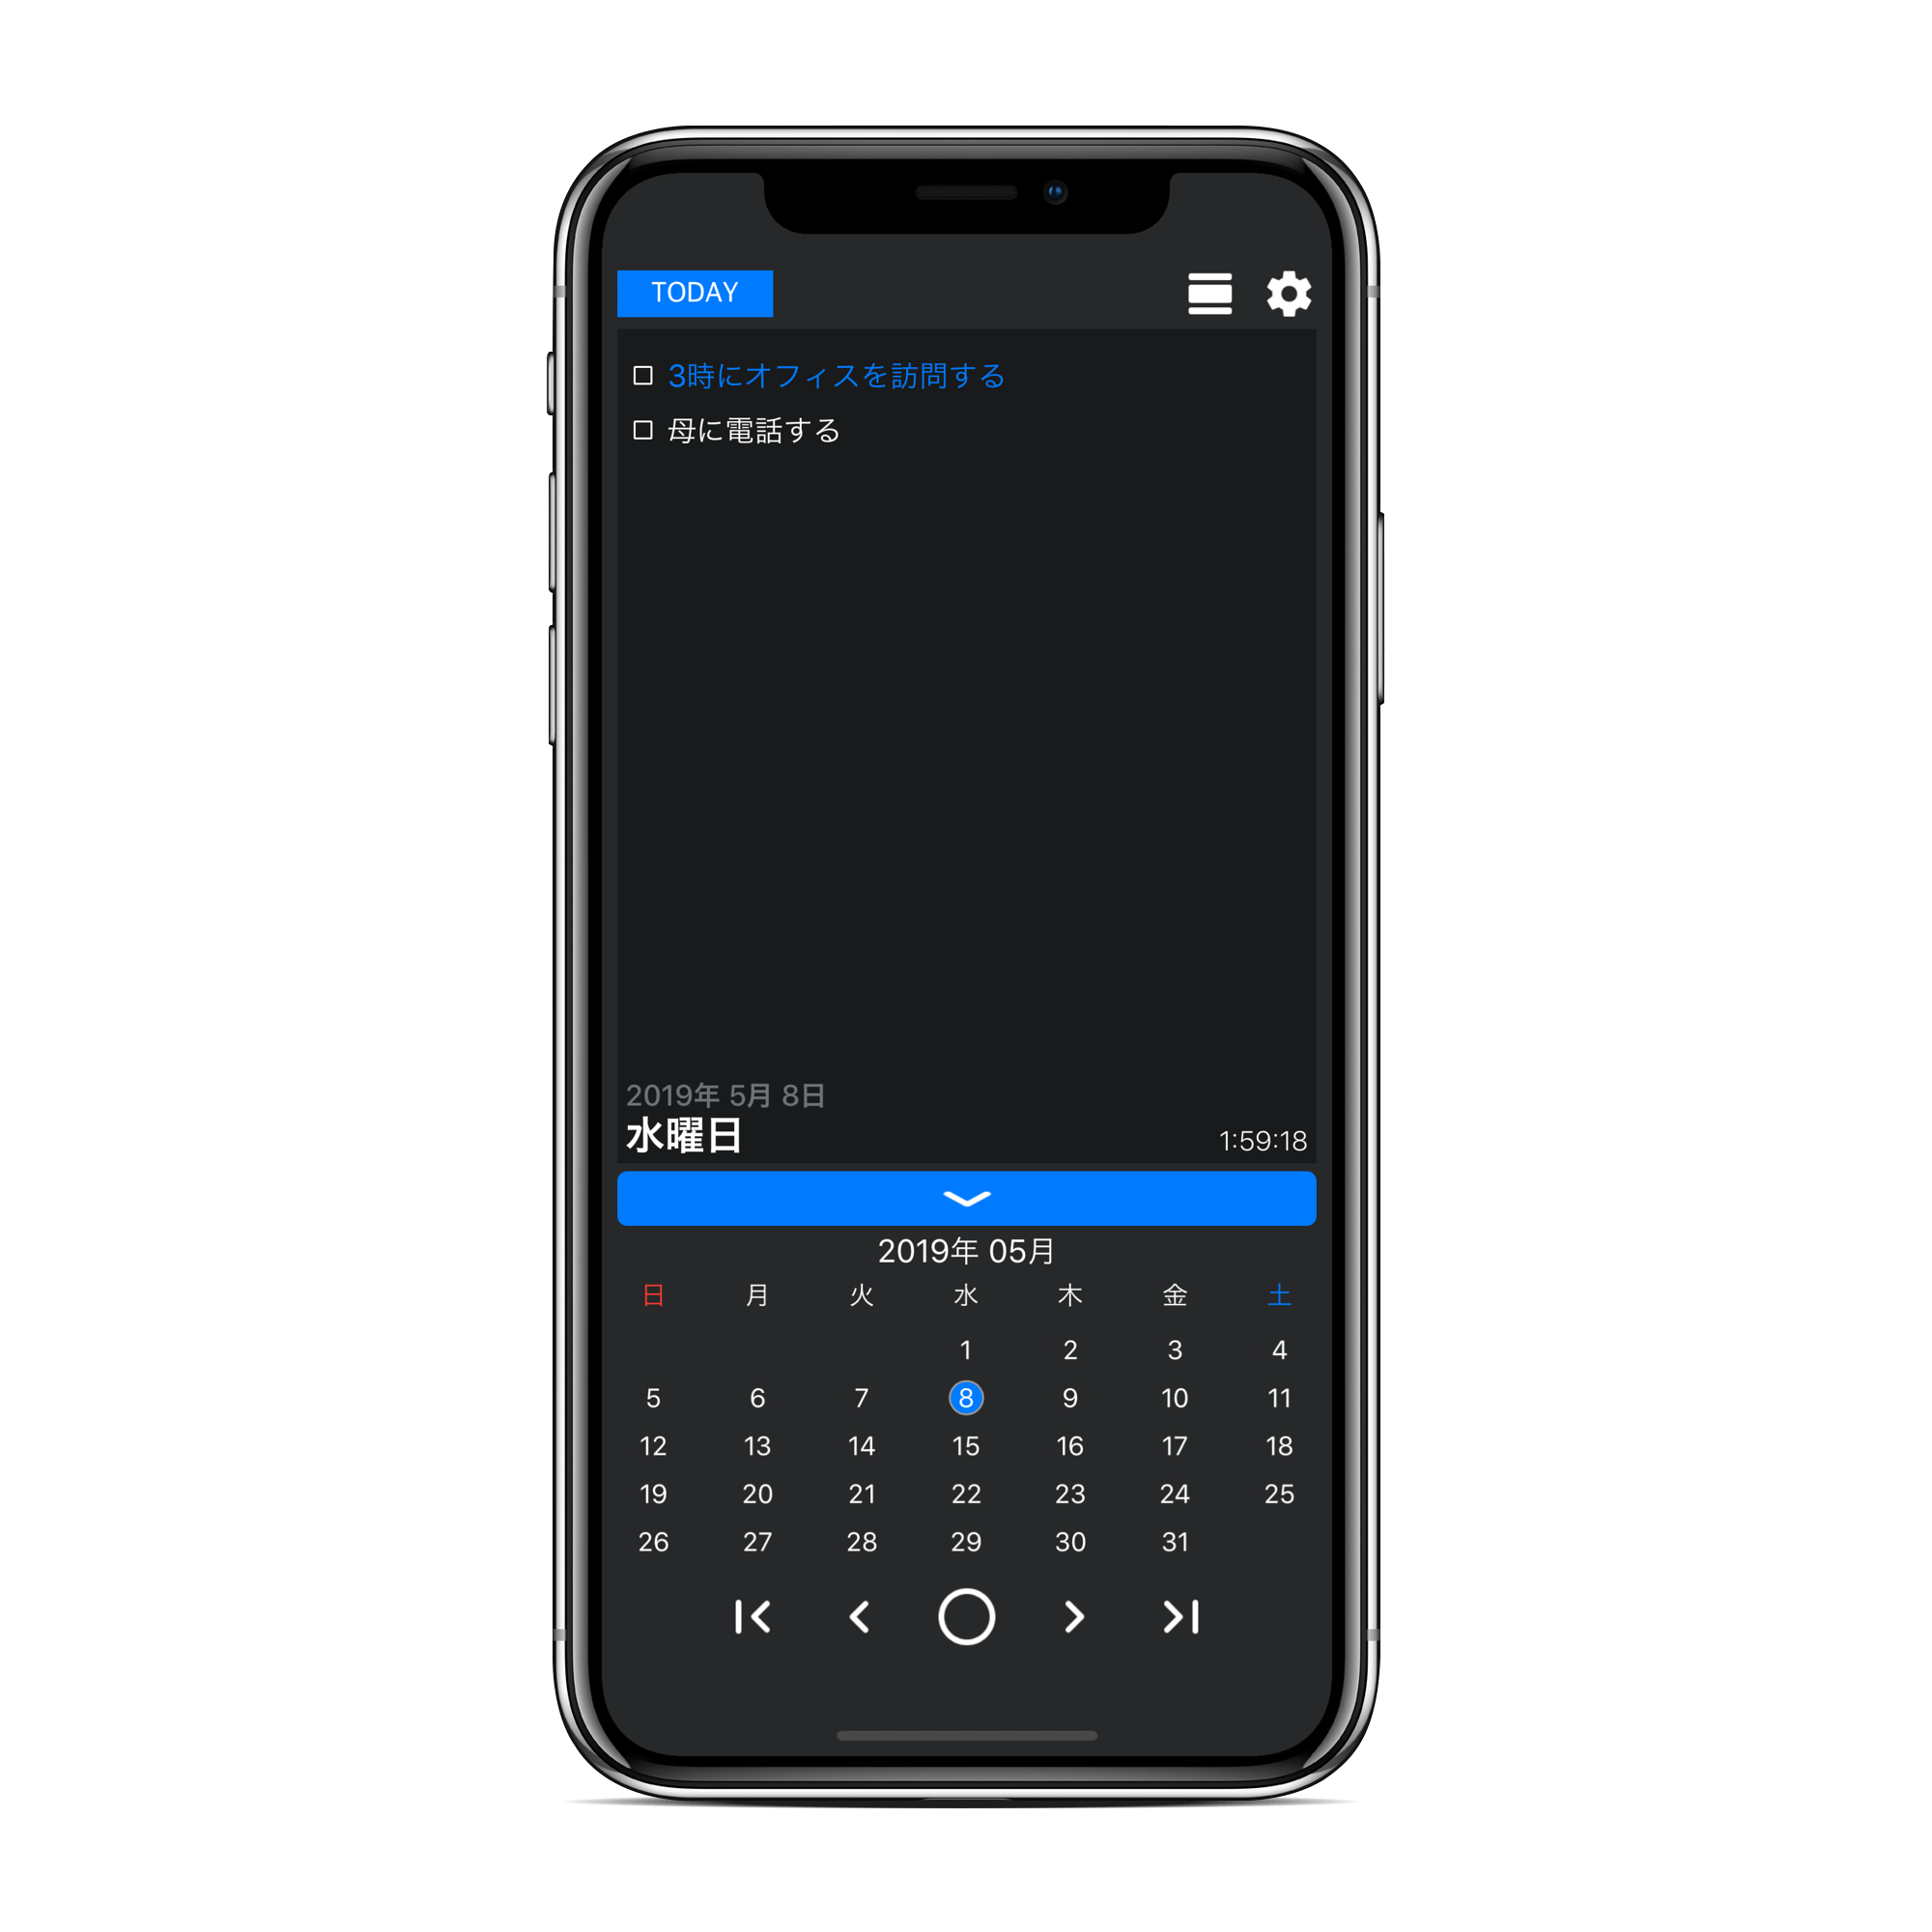 TODAY
3時にオフィスを訪問する
母に電話する
2019年 5月 8日
水曜日 1:59:18
2019年 05月
日 月 火 水 木 金 土
1 2 3 4
5 6 7 8 9 10 11
12 13 14 15 16 17 18
19 20 21 22 23 24 25
26 27 28 29 30 31